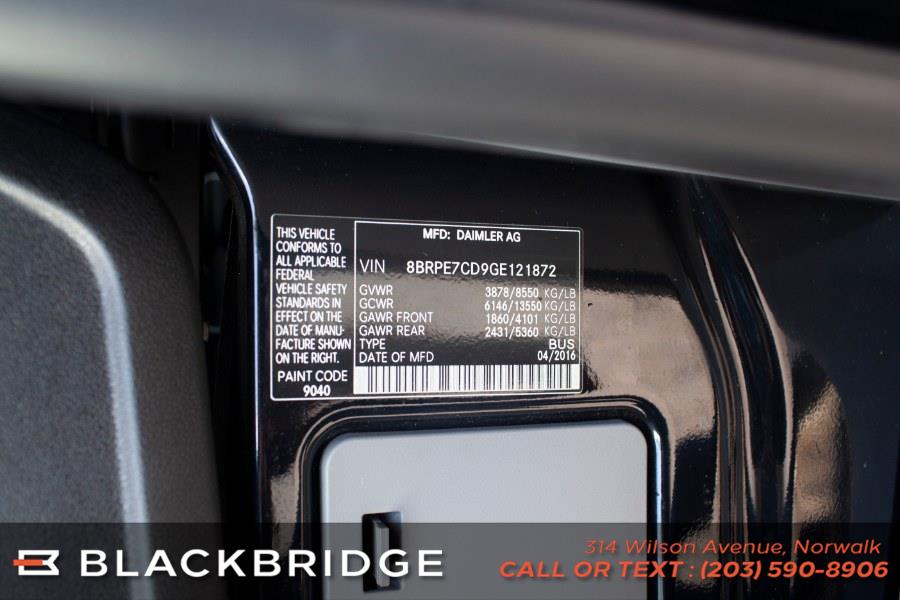 THIS VEHICLE
CONFORMS TO
ALL APPLICABLE
FEDERAL
VEHICLE SAFETY
STANDARDS IN
EFFECT ON THE
DATE OF MANU-
FACTURE SHOWN
ON THE RIGHT.
PAINT CODE
9040
MFD: DAIMLER AG
VIN 8BRPE7CD9GE121872
GVWR 3878/8550 KG/LB
GCWR 6146/13550 KG/LB
GAWR FRONT 1860/4101 KG/LB
GAWR REAR 2431/5360 KG/LB
TYPE BUS
DATE OF MFD 04/2016
BLACKBRIDGE
314 Wilson Avenue, Norwalk
CALL OR TEXT : (203) 590-8906